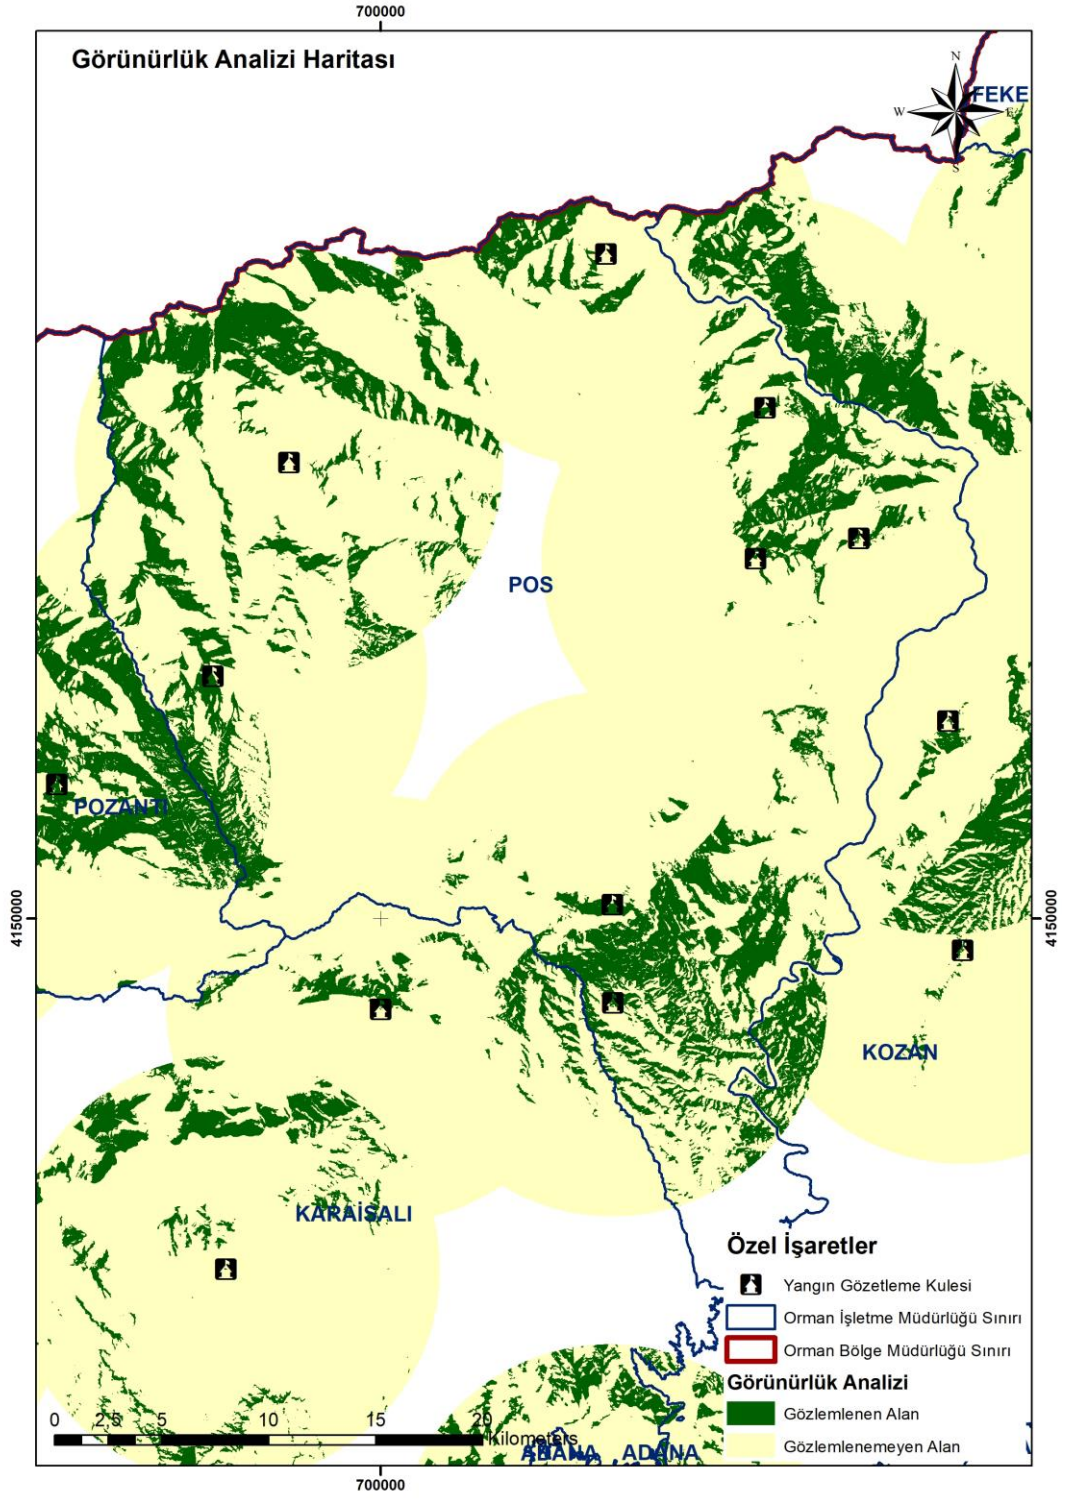 700000
Görünürlük Analizi Haritası
N
W
E
S
FEKE
POS
POZANTI
4150000
4150000
KOZAN
KARAİSALI
Özel İşaretler
Yangın Gözetleme Kulesi
Orman İşletme Müdürlüğü Sınırı
Orman Bölge Müdürlüğü Sınırı
Görünürlük Analizi
Gözlemlenen Alan
Gözlemlenemeyen Alan
0 2,5 5 10 15 20
Kilometers
ADANA ADANA
700000